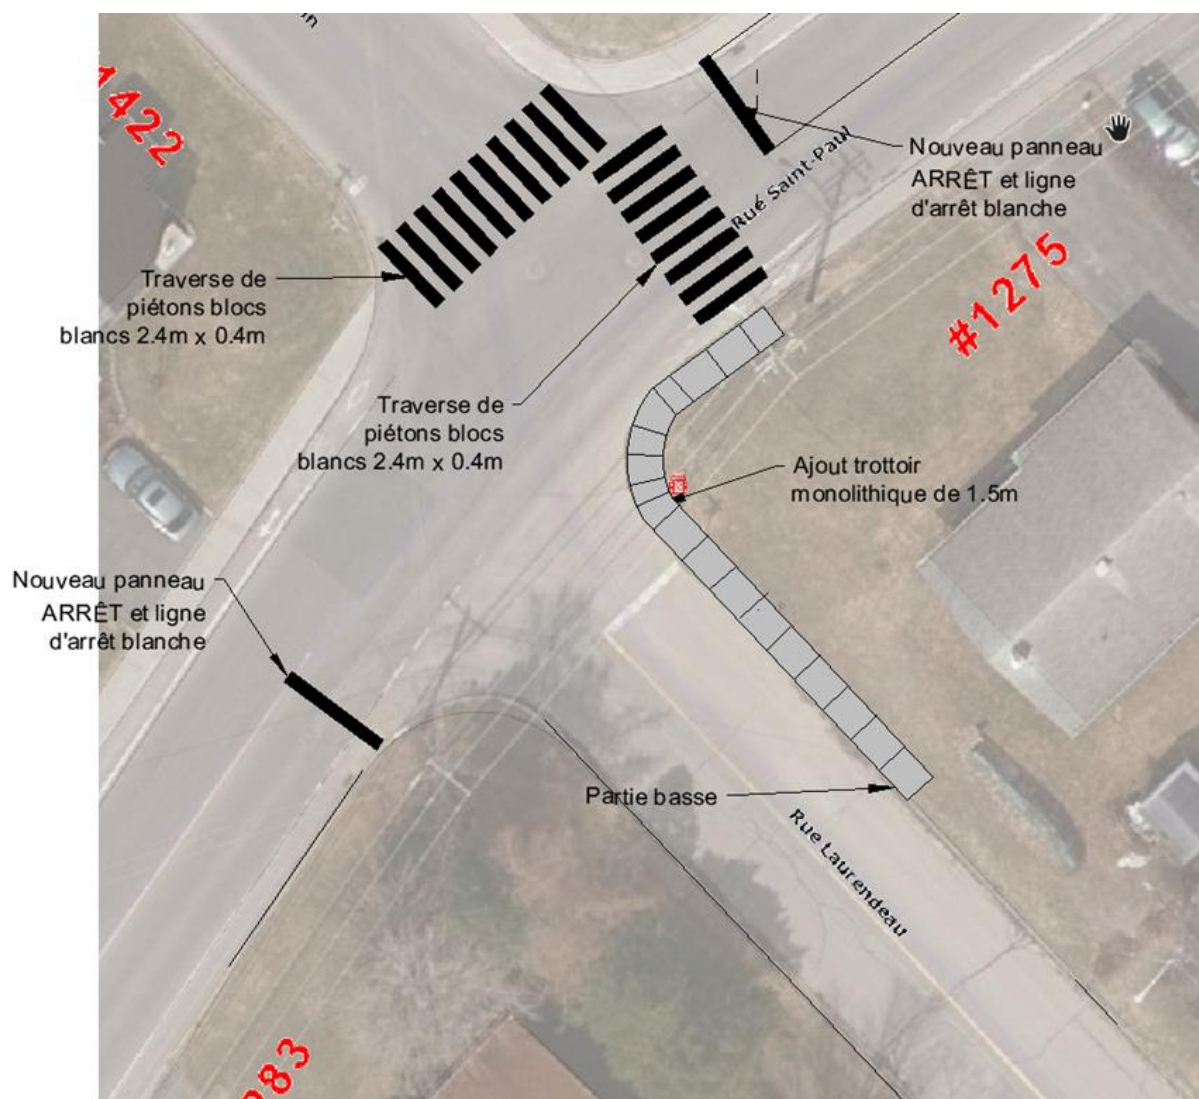 1422
Nouveau panneau
ARRÊT et ligne
d'arrêt blanche
Rue Saint-Paul
#1275
Traverse de
piétons blocs
blancs 2.4m x 0.4m
Traverse de
piétons blocs
blancs 2.4m x 0.4m
Ajout trottoir
monolithique de 1.5m
Nouveau panneau
ARRÊT et ligne
d'arrêt blanche
Partie basse
Rue Laurendeau
983